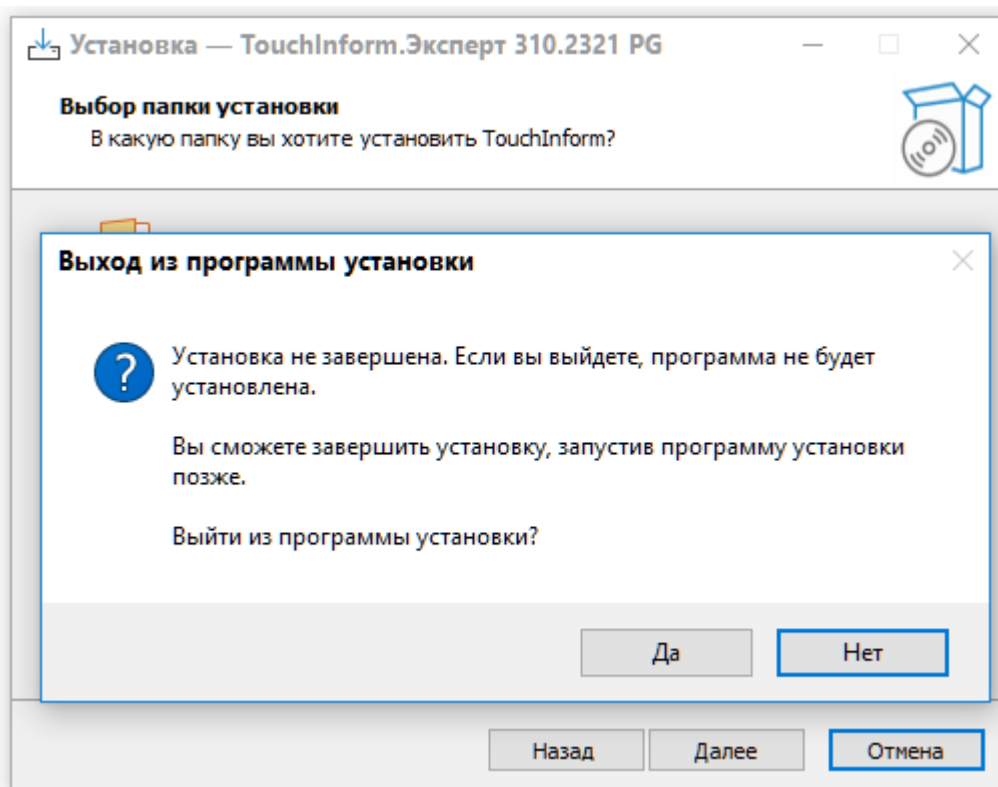 Установка — TouchInform.Эксперт 310.2321 PG
Выбор папки установки
В какую папку вы хотите установить TouchInform?
Выход из программы установки
Установка не завершена. Если вы выйдете, программа не будет
установлена.
Вы сможете завершить установку, запустив программу установки
позже.
Выйти из программы установки?
Да
Нет
Назад
Далее
Отмена